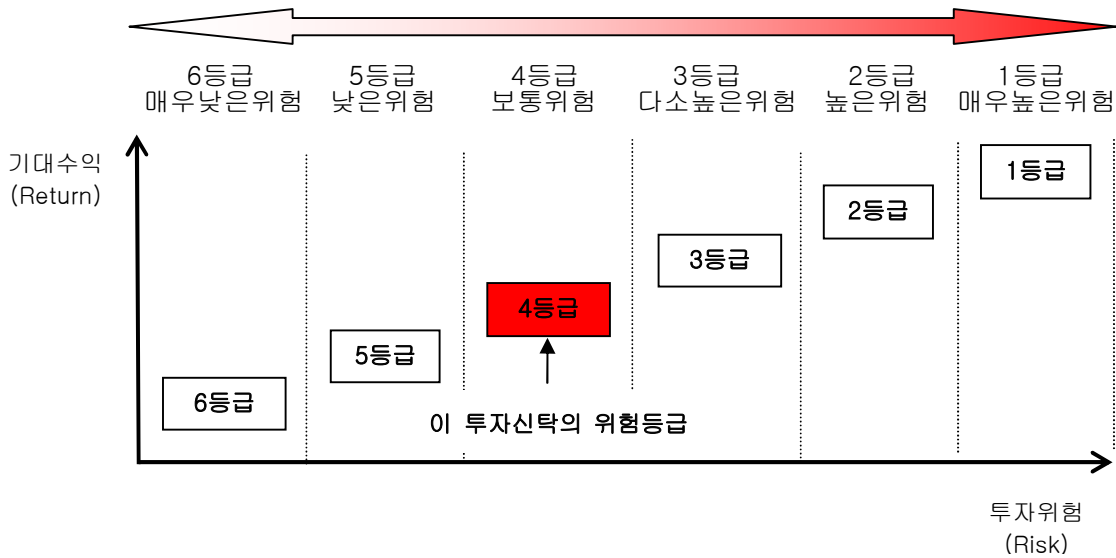 6등급 5등급 4등급 3등급 2등급 1등급
매우낮은위험 낮은위험 보통위험 다소높은위험 높은위험 매우높은위험
기대수익
(Return)
1등급
2등급
3등급
4등급
5등급
6등급
이 투자신탁의 위험등급
투자위험
(Risk)